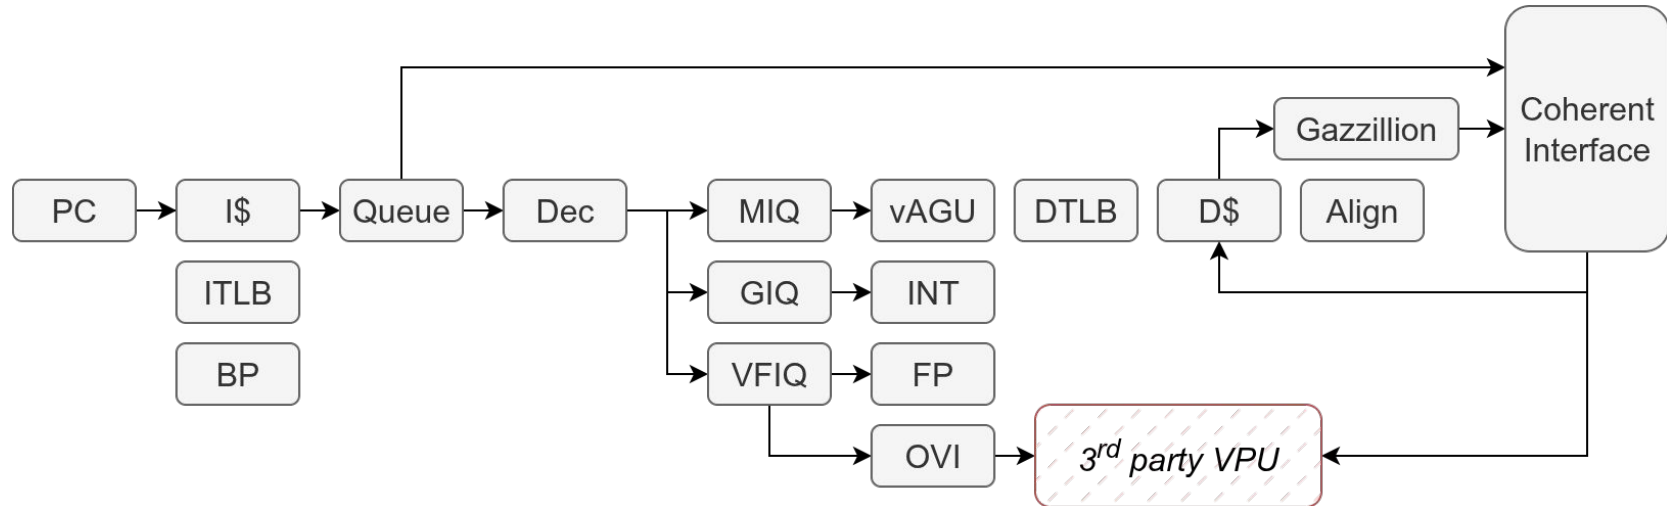 Coherent
Interface
Gazzillion
PC
I$
Queue
Dec
MIQ
vAGU
DTLB
D$
Align
ITLB
GIQ
INT
BP
VFIQ
FP
OVI
3rd party VPU